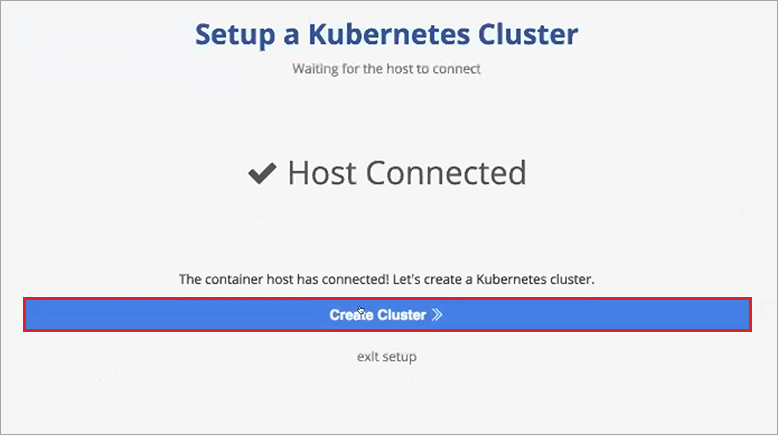 Setup a Kubernetes Cluster
Waiting for the host to connect
Host Connected
The container host has connected! Let's create a Kubernetes cluster.
Create Cluster
exit setup